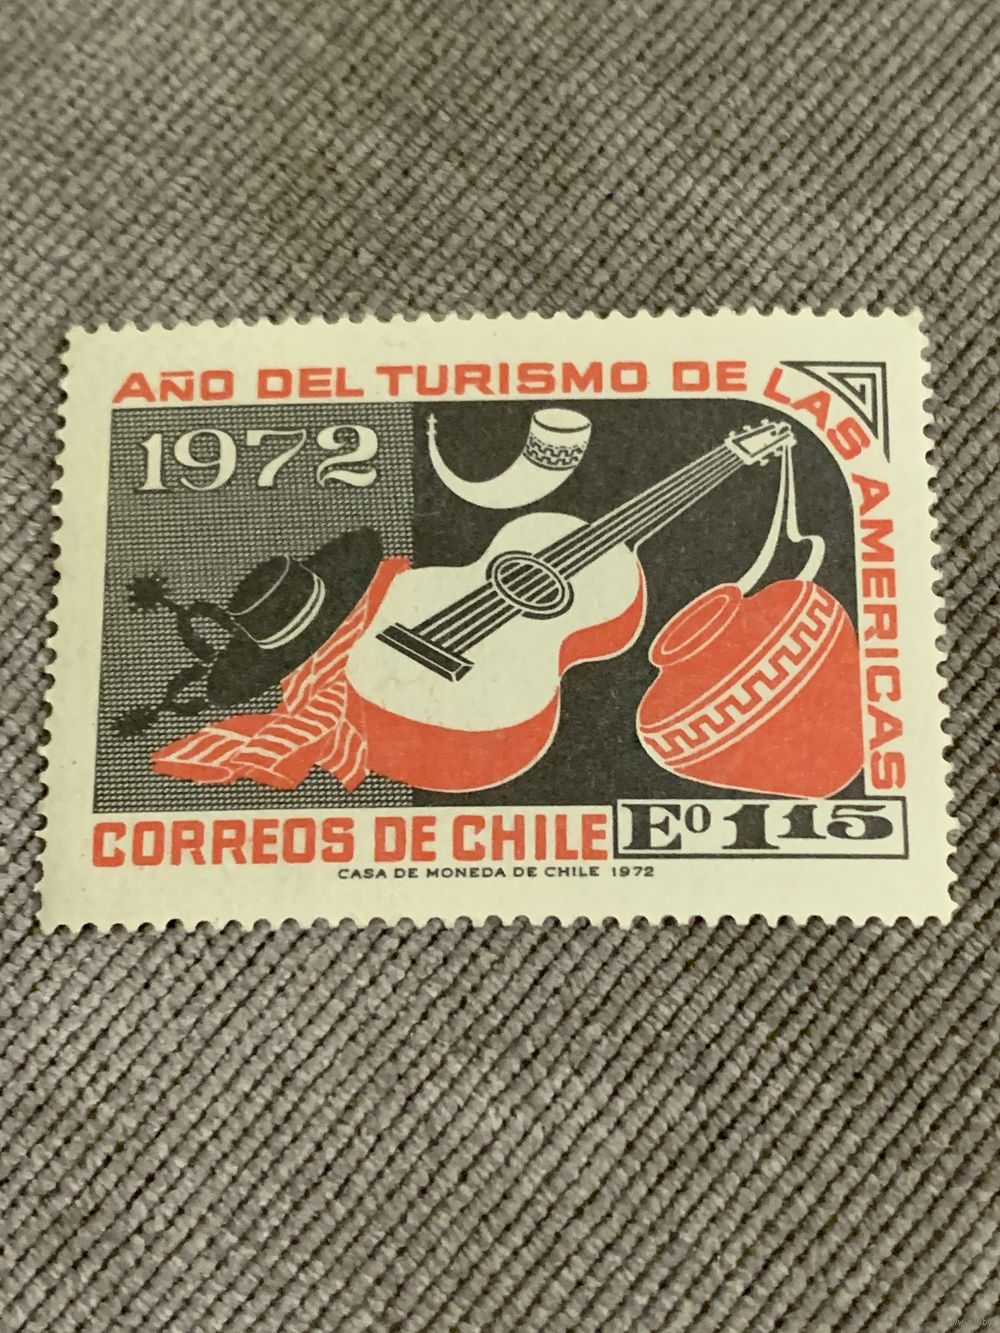 AÑO DEL TURISMO DE LAS AMERICAS
1972
CORREOS DE CHILE Eº 1.15
CASA DE MONEDA DE CHILE 1972